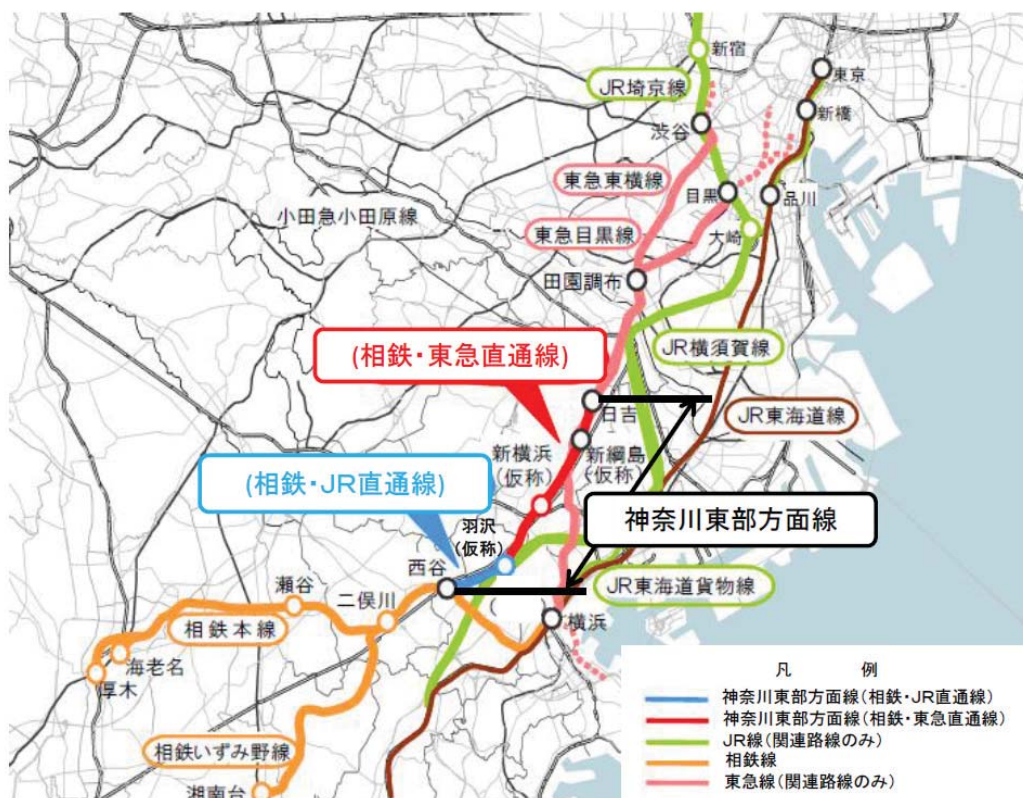 新宿
東京
JR埼京線
新橋
渋谷
東急東横線
目黒
品川
小田急小田原線
東急目黒線
大崎
田園調布
(相鉄・東急直通線)
JR横須賀線
日吉
JR東海道線
新横浜
(仮称)
新綱島
(仮称)
(相鉄・JR直通線)
神奈川東部方面線
羽沢
(仮称)
西谷
JR東海道貨物線
瀬谷
二俣川
横浜
相鉄本線
海老名
厚木
相鉄いずみ野線
湘南台
凡 例
神奈川東部方面線(相鉄・JR直通線)
神奈川東部方面線(相鉄・東急直通線)
JR線(関連路線のみ)
相鉄線
東急線(関連路線のみ)